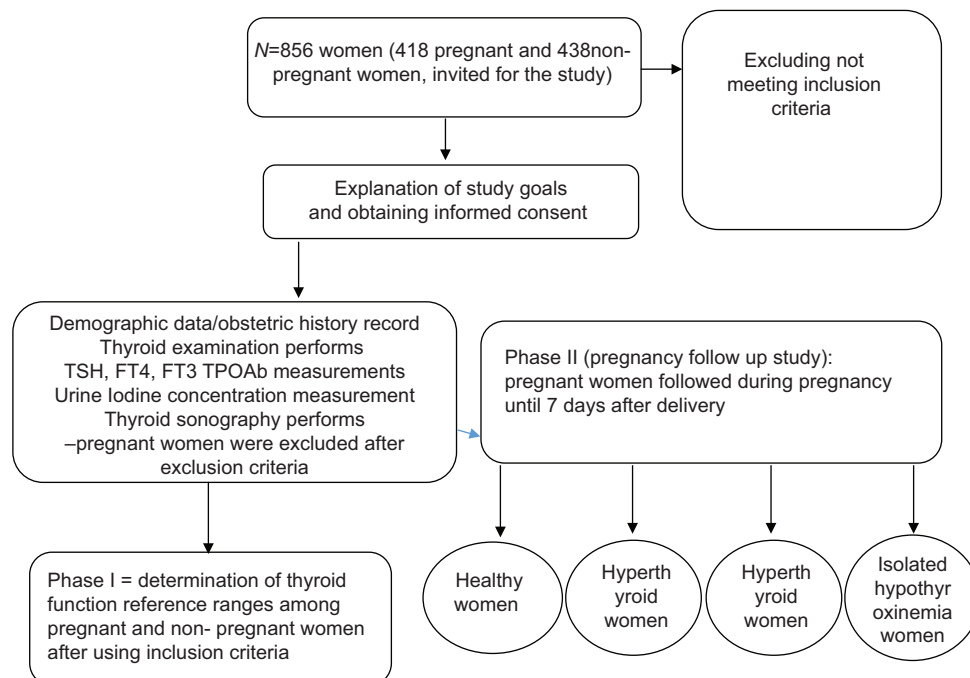 N=856 women (418 pregnant and 438non-
pregnant women, invited for the study)
Excluding not
meeting inclusion
criteria
Explanation of study goals
and obtaining informed consent
Demographic data/obstetric history record
Thyroid examination performs
TSH, FT4, FT3 TPOAb measurements
Urine Iodine concentration measurement
Thyroid sonography performs
–pregnant women were excluded after
exclusion criteria
Phase II (pregnancy follow up study):
pregnant women followed during pregnancy
until 7 days after delivery
Phase I = determination of thyroid
function reference ranges among
pregnant and non- pregnant women
after using inclusion criteria
Healthy
women
Hyperth
yroid women
Hyperth
yroid women
Isolated
hypothyr
oxinemia
women